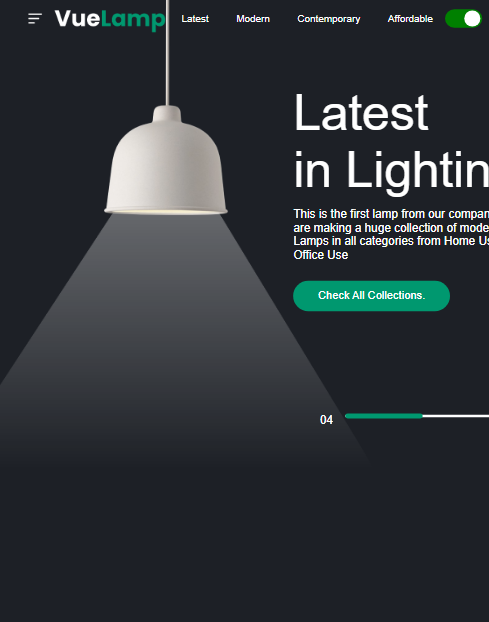 VueLamp Latest Modern Contemporary Affordable
Latest
in Lightin
This is the first lamp from our compan
are making a huge collection of mode
Lamps in all categories from Home Us
Office Use
Check All Collections.
04